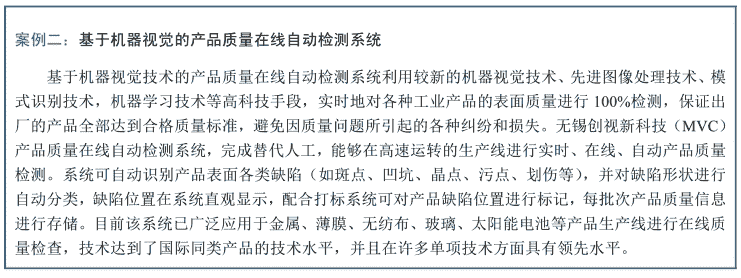 案例二：基于机器视觉的产品质量在线自动检测系统
基于机器视觉技术的产品质量在线自动检测系统利用较新的机器视觉技术、先进图像处理技术、模
式识别技术，机器学习技术等高科技手段，实时地对各种工业产品的表面质量进行 100%检测，保证出
厂的产品全部达到合格质量标准，避免因质量问题所引起的各种纠纷和损失。无锡创视新科技（MVC）
产品质量在线自动检测系统，完成替代人工，能够在高速运转的生产线进行实时、在线、自动产品质量
检测。系统可自动识别产品表面各类缺陷（如斑点、凹坑、晶点、污点、划伤等），并对缺陷形状进行
自动分类，缺陷位置在系统直观显示，配合打标系统可对产品缺陷位置进行标记，每批次产品质量信息
进行存储。目前该系统已广泛应用于金属、薄膜、无纺布、玻璃、太阳能电池等产品生产线进行在线质
量检查，技术达到了国际同类产品的技术水平，并且在许多单项技术方面具有领先水平。